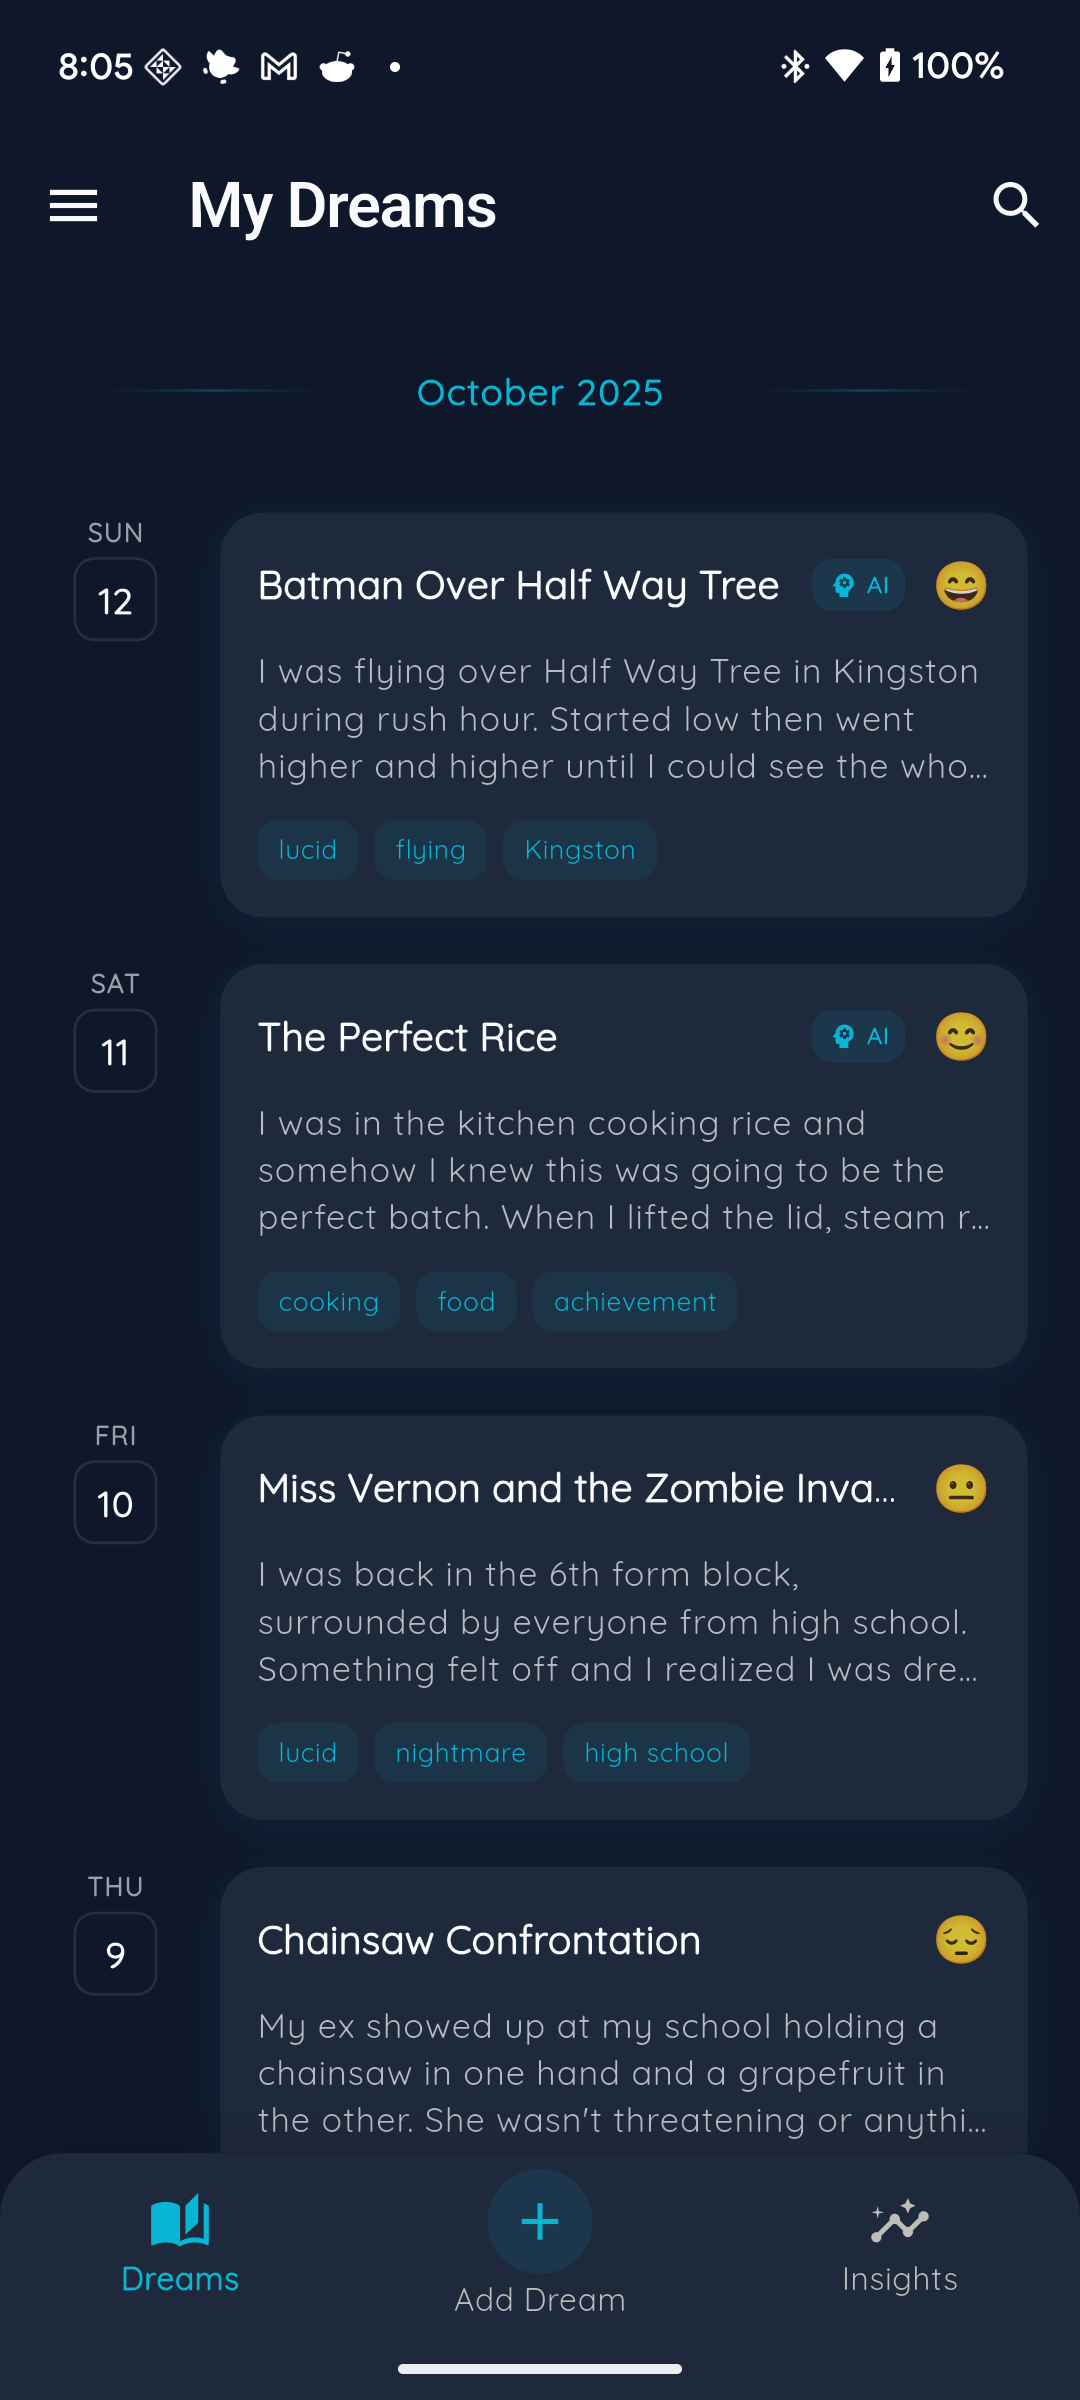 8:05
100%
My Dreams
October 2025
SUN
12
Batman Over Half Way Tree
AI
I was flying over Half Way Tree in Kingston
during rush hour. Started low then went
higher and higher until I could see the who...
lucid
flying
Kingston
SAT
11
The Perfect Rice
AI
I was in the kitchen cooking rice and
somehow I knew this was going to be the
perfect batch. When I lifted the lid, steam r...
cooking
food
achievement
FRI
10
Miss Vernon and the Zombie Inva...
I was back in the 6th form block,
surrounded by everyone from high school.
Something felt off and I realized I was dre...
lucid
nightmare
high school
THU
9
Chainsaw Confrontation
My ex showed up at my school holding a
chainsaw in one hand and a grapefruit in
the other. She wasn't threatening or anythi...
Dreams
Add Dream
Insights